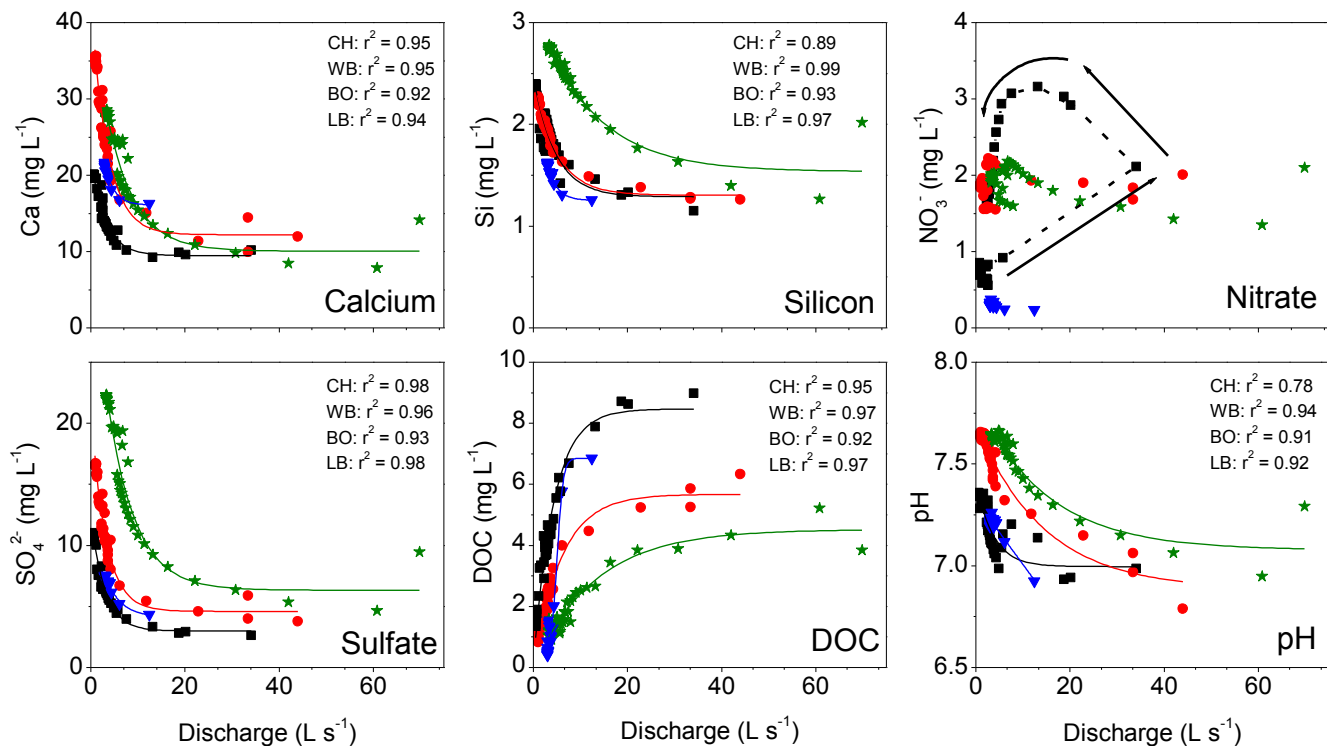 40
30
20
10
0
Ca (mg L⁻¹)
CH: r² = 0.95
WB: r² = 0.95
BO: r² = 0.92
LB: r² = 0.94
Calcium
3
2
1
0
Si (mg L⁻¹)
CH: r² = 0.89
WB: r² = 0.99
BO: r² = 0.93
LB: r² = 0.97
Silicon
4
3
2
1
0
NO₃⁻ (mg L⁻¹)
Nitrate
0 20 40 60
20
10
0
SO₄²⁻ (mg L⁻¹)
CH: r² = 0.98
WB: r² = 0.96
BO: r² = 0.93
LB: r² = 0.98
Sulfate
0 20 40 60
Discharge (L s⁻¹)
10
8
6
4
2
0
DOC (mg L⁻¹)
CH: r² = 0.95
WB: r² = 0.97
BO: r² = 0.92
LB: r² = 0.97
DOC
0 20 40 60
Discharge (L s⁻¹)
8.0
7.5
7.0
6.5
pH
CH: r² = 0.78
WB: r² = 0.94
BO: r² = 0.91
LB: r² = 0.92
pH
0 20 40 60
Discharge (L s⁻¹)